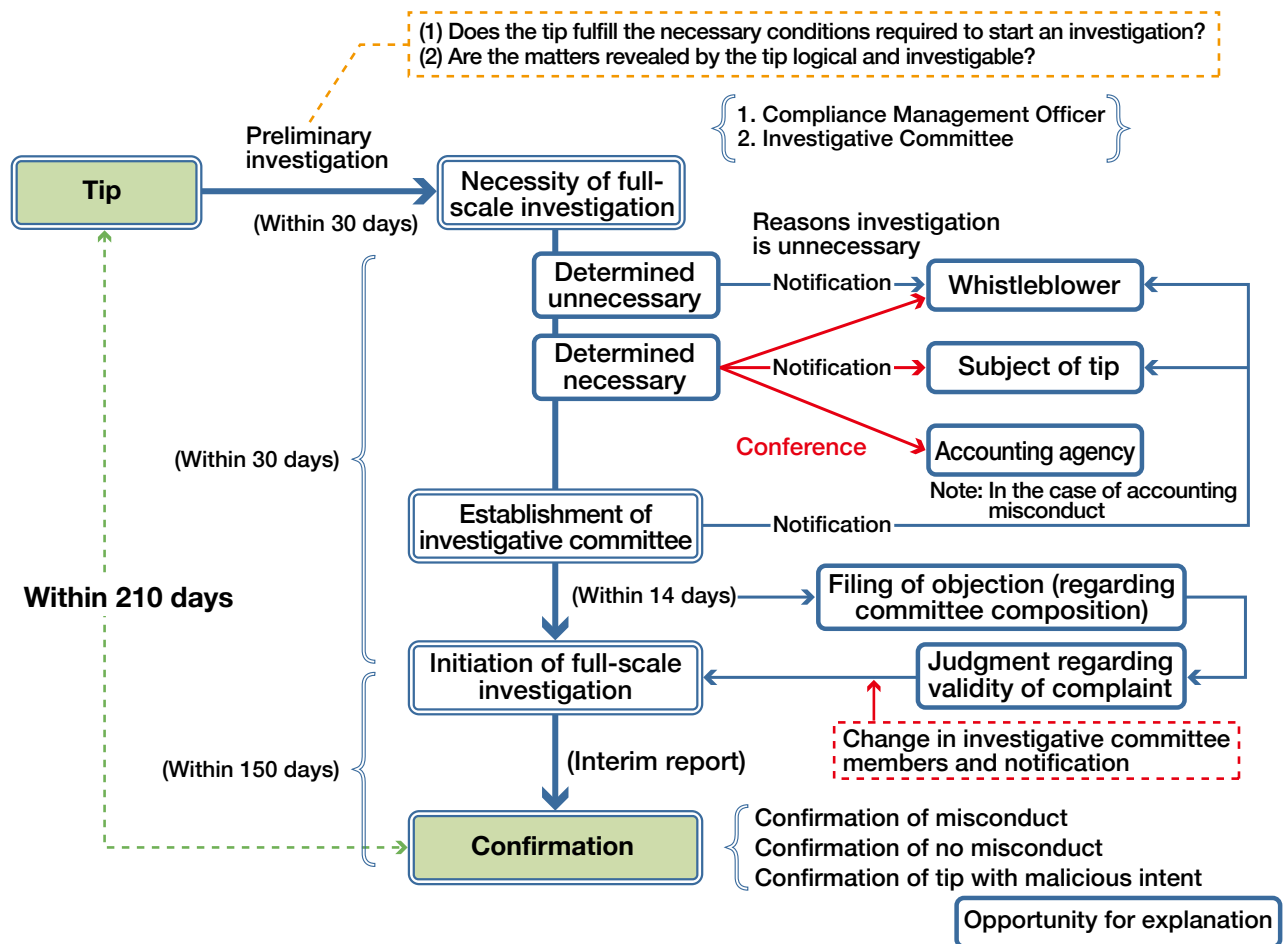 (1) Does the tip fulfill the necessary conditions required to start an investigation?
(2) Are the matters revealed by the tip logical and investigable?
1. Compliance Management Officer
2. Investigative Committee
Preliminary
investigation
Tip
(Within 30 days)
Necessity of full-
scale investigation
Reasons investigation
is unnecessary
Determined
unnecessary
Notification
Whistleblower
Determined
necessary
Notification
Subject of tip
Conference
Accounting agency
Note: In the case of accounting
misconduct
(Within 30 days)
Establishment of
investigative committee
Notification
Within 210 days
(Within 14 days)
Filing of objection (regarding
committee composition)
Initiation of full-scale
investigation
Judgment regarding
validity of complaint
Change in investigative committee
members and notification
(Within 150 days)
(Interim report)
Confirmation
Confirmation of misconduct
Confirmation of no misconduct
Confirmation of tip with malicious intent
Opportunity for explanation